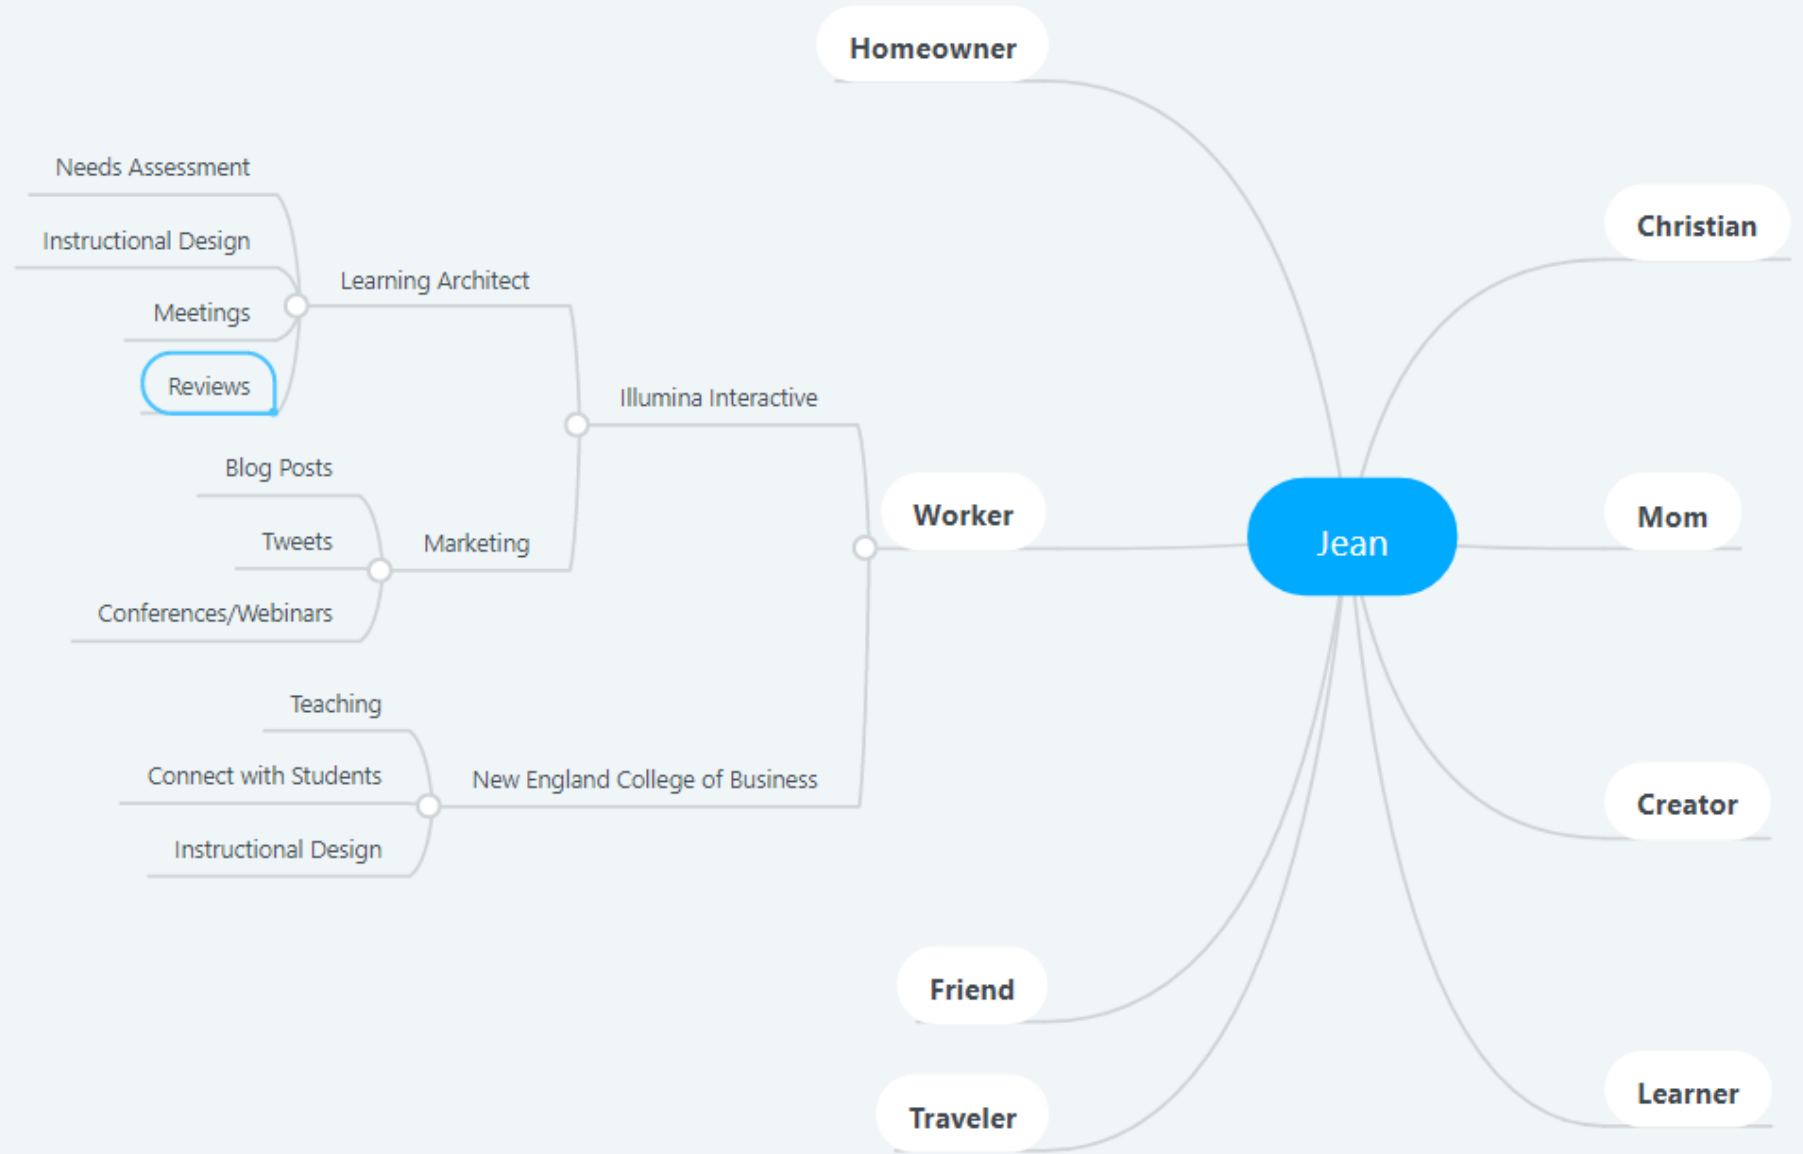 Homeowner
Needs Assessment
Instructional Design
Meetings
Reviews
Learning Architect
Illumina Interactive
Blog Posts
Tweets
Conferences/Webinars
Marketing
Teaching
Connect with Students
Instructional Design
New England College of Business
Worker
Friend
Traveler
Jean
Christian
Mom
Creator
Learner